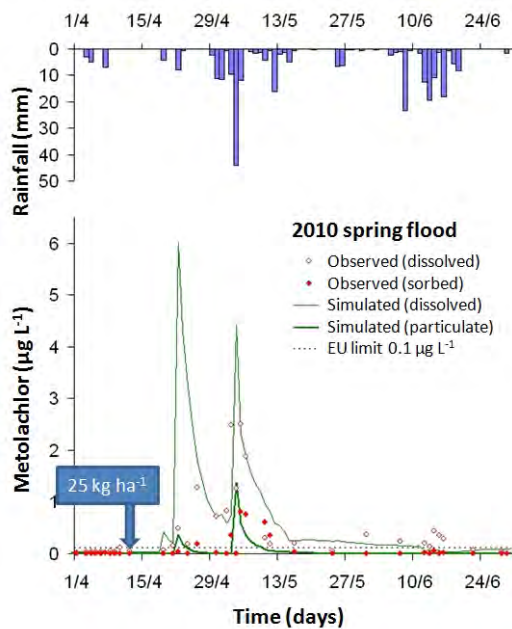 1/4 15/4 29/4 13/5 27/5 10/6 24/6
0
10
20
30
40
50
Rainfall (mm)
2010 spring flood
Observed (dissolved)
Observed (sorbed)
Simulated (dissolved)
Simulated (particulate)
EU limit 0.1 µg L⁻¹
6
5
4
3
2
1
0
Metolachlor (µg L⁻¹)
25 kg ha⁻¹
1/4 15/4 29/4 13/5 27/5 10/6 24/6
Time (days)